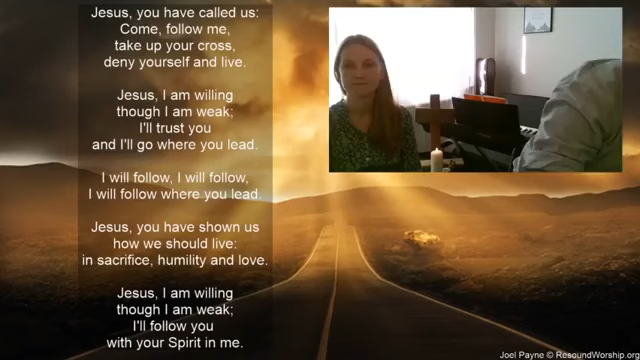 Jesus, you have called us:
Come, follow me,
take up your cross,
deny yourself and live.
Jesus, I am willing
though I am weak;
I'll trust you
and I'll go where you lead.
I will follow, I will follow,
I will follow where you lead.
Jesus, you have shown us
how we should live:
in sacrifice, humility and love.
Jesus, I am willing
though I am weak;
I'll follow you
with your Spirit in me.
Joel Payne © ResoundWorship.org